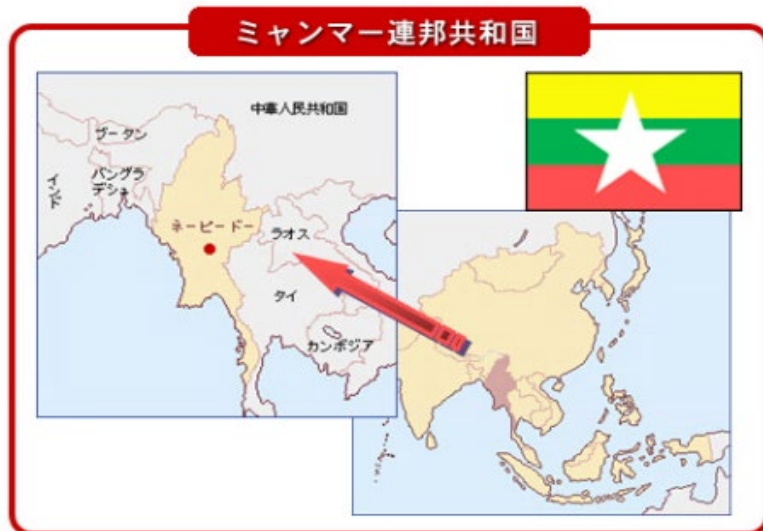 ミャンマー連邦共和国
中華人民共和国
ブータン
バングラ
デシュ
インド
ネーピードー
ラオス
タイ
カンボジア